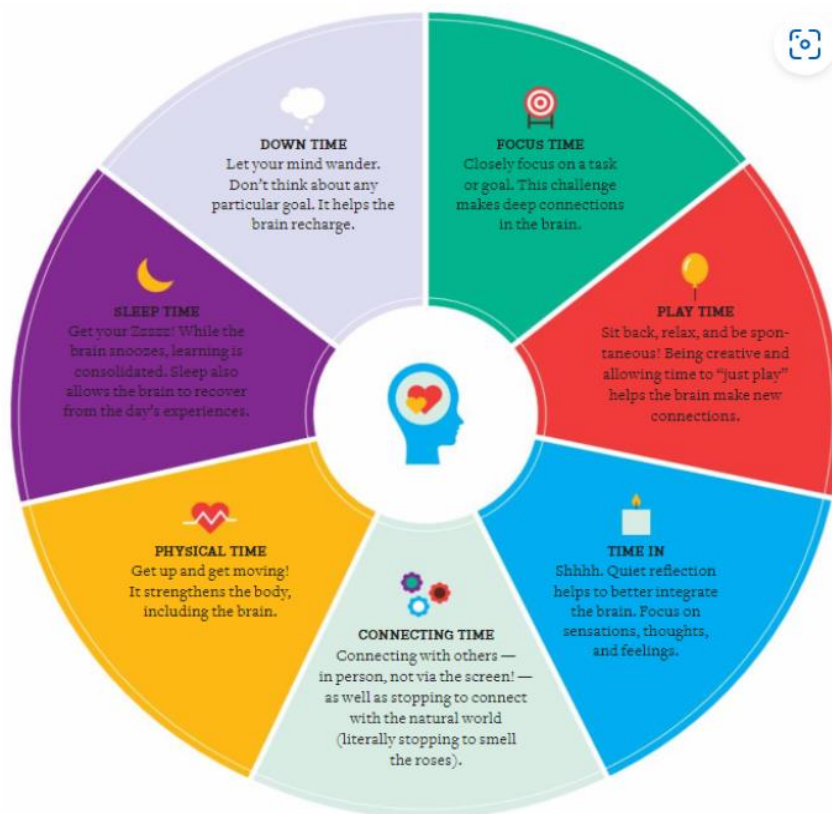 DOWN TIME
Let your mind wander.
Don’t think about any
particular goal. It helps the
brain recharge.
FOCUS TIME
Closely focus on a task
or goal. This challenge
makes deep connections
in the brain.
SLEEP TIME
Get your Zzzzz! While the
brain snoozes, learning is
consolidated. Sleep also
allows the brain to recover
from the day’s experiences.
PLAY TIME
Sit back, relax, and be spon-
taneous! Being creative and
allowing time to “just play”
helps the brain make new
connections.
PHYSICAL TIME
Get up and get moving!
It strengthens the body,
including the brain.
TIME IN
Shhhh. Quiet reflection
helps to better integrate
the brain. Focus on
sensations, thoughts,
and feelings.
CONNECTING TIME
Connecting with others —
in person, not via the screen! —
as well as stopping to connect
with the natural world
(literally stopping to smell
the roses).